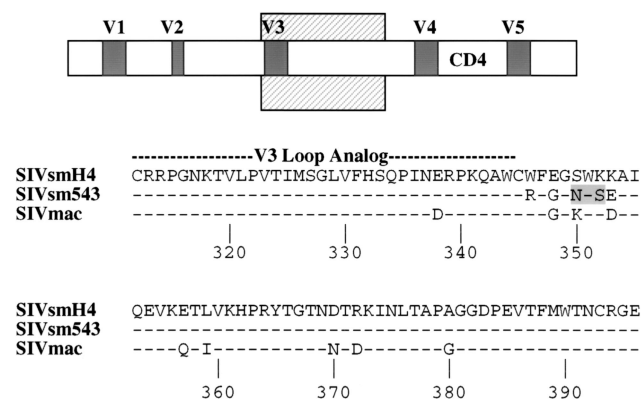 V1 V2 V3 V4 V5
CD4
-----------V3 Loop Analog------------
SIVsmH4 CRRPGNKTVLPVTIMSGLVFHSQPINERPKQAWCWFEGSWKKAI
SIVsm543 ----------------------------------R-G-N-SE--
SIVmac --------------------------D---------G-K--D--
320 330 340 350
SIVsmH4 QEVKETLVKHPRYTGTNDTRKINLTAPAGGDPEVTFMWTNCRGE
SIVsm543 --------------------------------------------
SIVmac ----Q-I----------N-D-------G----------------
360 370 380 390